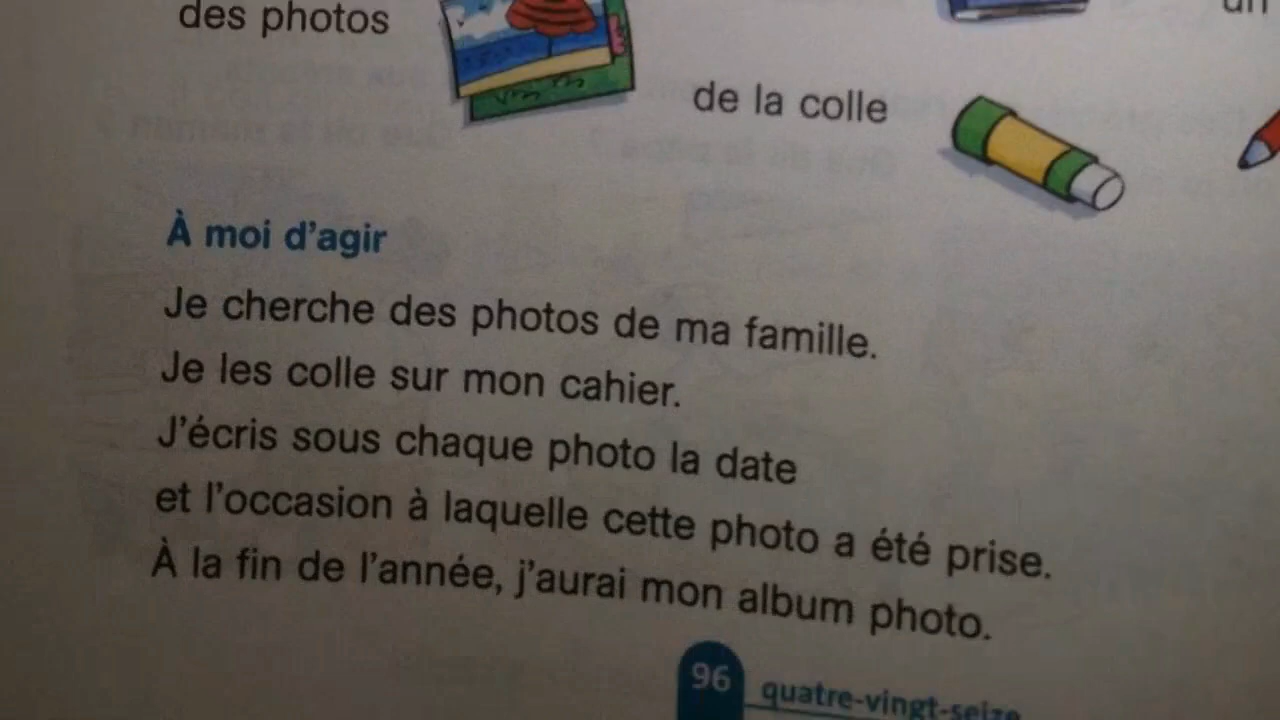 des photos
de la colle
À moi d'agir
Je cherche des photos de ma famille.
Je les colle sur mon cahier.
J'écris sous chaque photo la date
et l'occasion à laquelle cette photo a été prise.
À la fin de l'année, j'aurai mon album photo.
96 quatre-vingt-seize